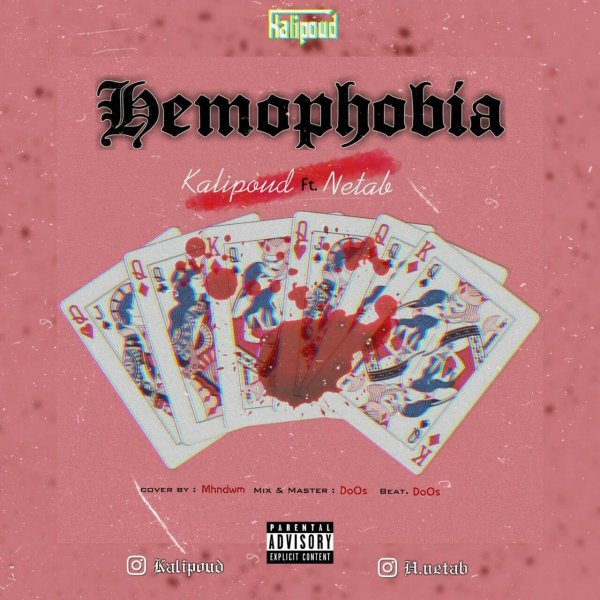 Kalipoud
Hemophobia
Kalipoud Ft. Netab
Q J Q Q K Q Q J Q Q K Q
K
COVER BY : Mhndwm MIX & MASTER : DoOs BEAT. DoOs
PARENTAL
ADVISORY
EXPLICIT CONTENT
Kalipoud
H.netab